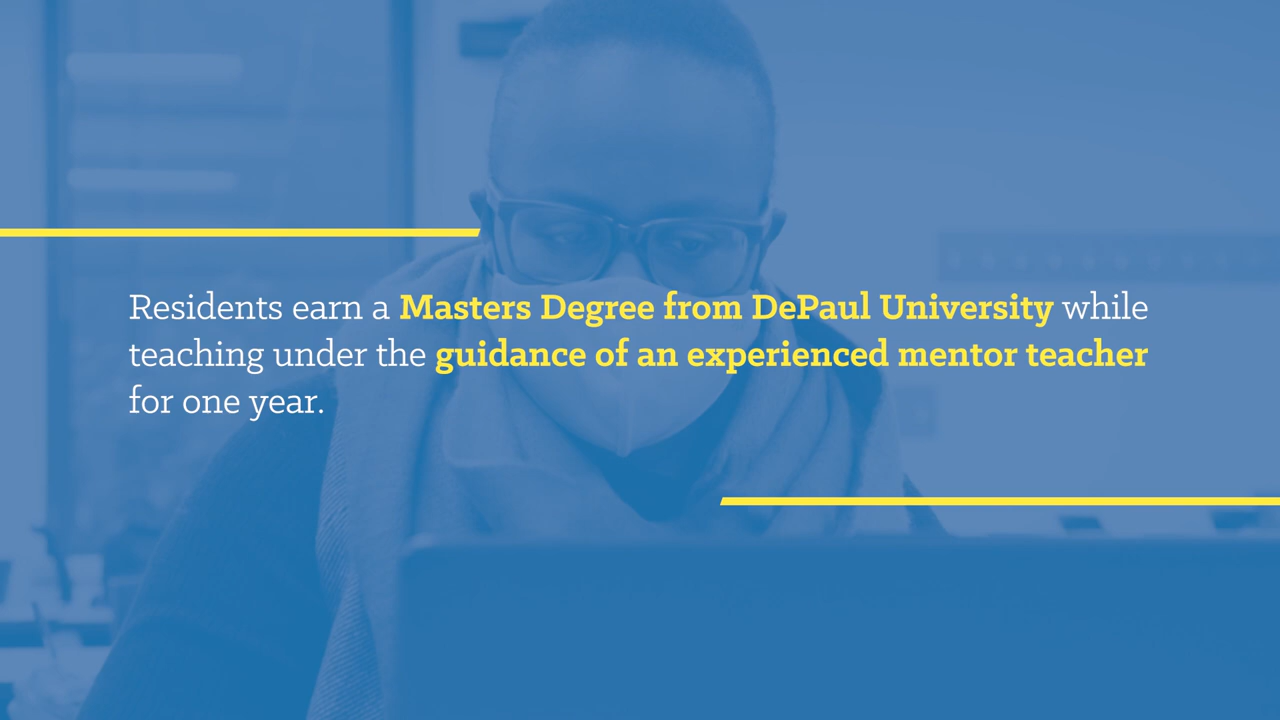 Residents earn a Masters Degree from DePaul University while
teaching under the guidance of an experienced mentor teacher
for one year.